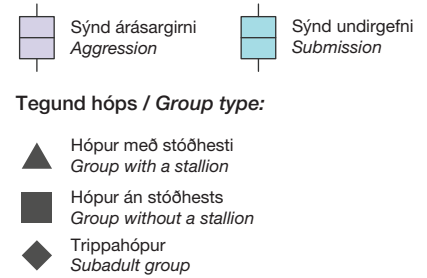 Sýnd árásargirni
Aggression
Sýnd undirgefni
Submission
Tegund hóps / Group type:
Hópur með stóðhesti
Group with a stallion
Hópur án stóðhests
Group without a stallion
Trippahópur
Subadult group